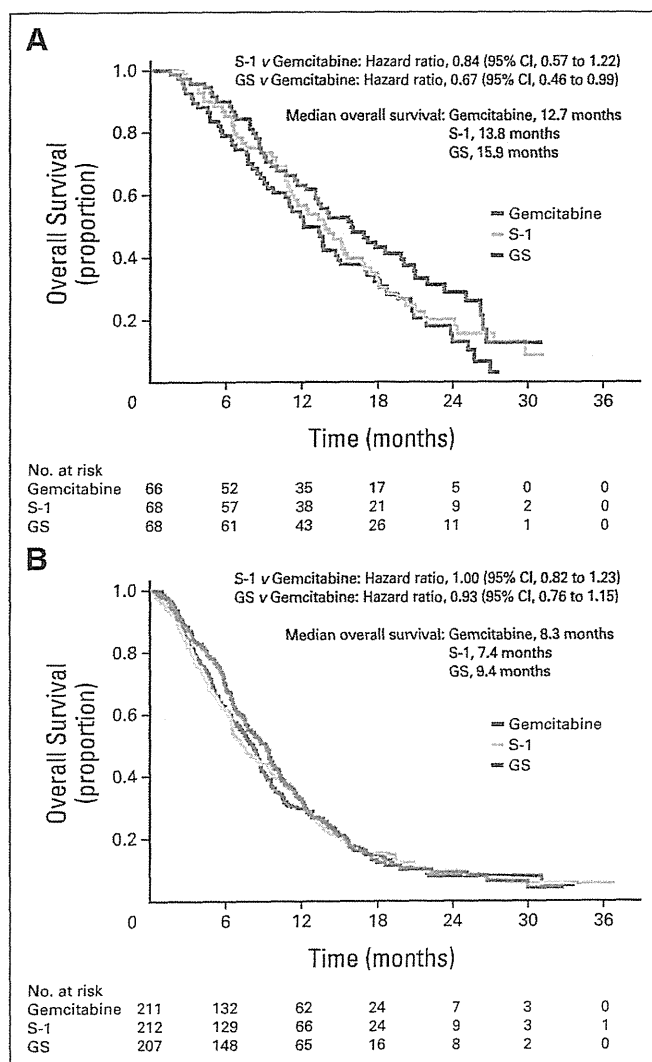 A
S-1 v Gemcitabine: Hazard ratio, 0.84 (95% CI, 0.57 to 1.22)
GS v Gemcitabine: Hazard ratio, 0.67 (95% CI, 0.46 to 0.99)
Median overall survival: Gemcitabine, 12.7 months
S-1, 13.8 months
GS, 15.9 months
Gemcitabine
S-1
GS
Overall Survival
(proportion)
1.0
0.8
0.6
0.4
0.2
0 6 12 18 24 30 36
Time (months)
No. at risk
Gemcitabine 66 52 35 17 5 0 0
S-1 68 57 38 21 9 2 0
GS 68 61 43 26 11 1 0
B
S-1 v Gemcitabine: Hazard ratio, 1.00 (95% CI, 0.82 to 1.23)
GS v Gemcitabine: Hazard ratio, 0.93 (95% CI, 0.76 to 1.15)
Median overall survival: Gemcitabine, 8.3 months
S-1, 7.4 months
GS, 9.4 months
Gemcitabine
S-1
GS
Overall Survival
(proportion)
1.0
0.8
0.6
0.4
0.2
0 6 12 18 24 30 36
Time (months)
No. at risk
Gemcitabine 211 132 62 24 7 3 0
S-1 212 129 66 24 9 3 1
GS 207 148 65 16 8 2 0